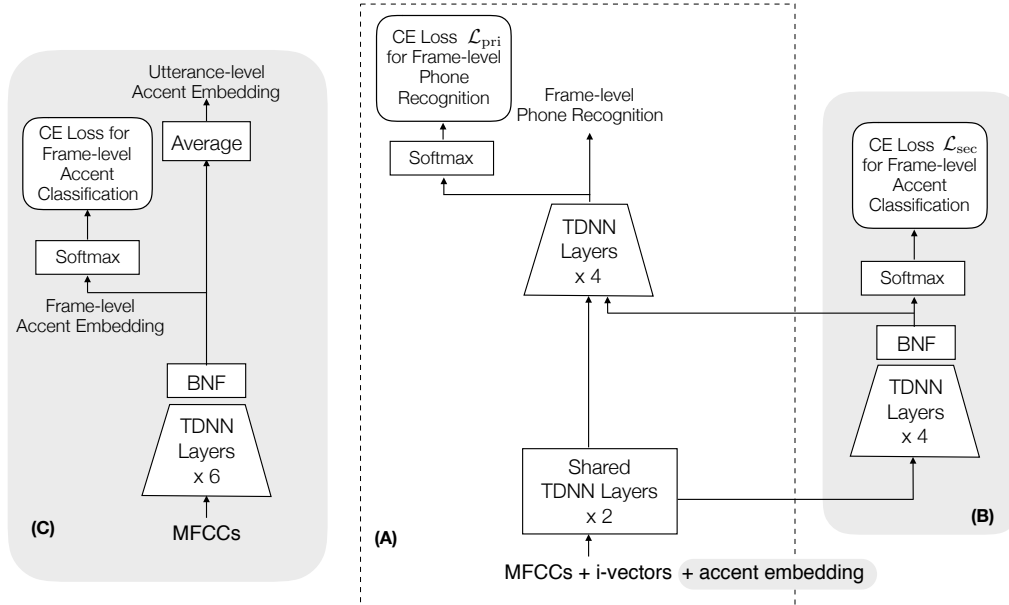 Utterance-level
Accent Embedding
CE Loss for
Frame-level
Accent
Classification
Average
Softmax
Frame-level
Accent Embedding
BNF
TDNN
Layers
x 6
(C)
MFCCs
CE Loss ℒpri
for Frame-level
Phone
Recognition
Frame-level
Phone Recognition
Softmax
TDNN
Layers
x 4
Shared
TDNN Layers
x 2
(A)
MFCCs + i-vectors + accent embedding
CE Loss ℒsec
for Frame-level
Accent
Classification
Softmax
BNF
TDNN
Layers
x 4
(B)